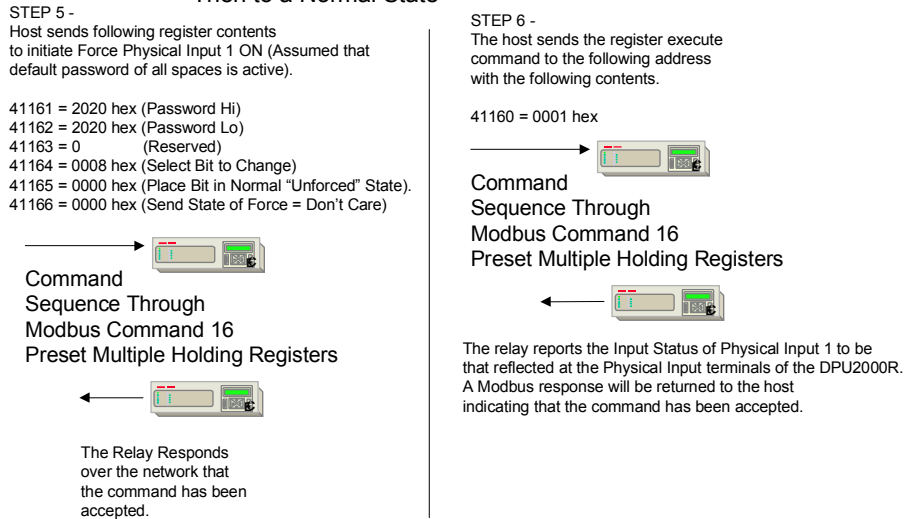 Then to a Normal State
STEP 5 -
Host sends following register contents
to initiate Force Physical Input 1 ON (Assumed that
default password of all spaces is active).
41161 = 2020 hex (Password Hi)
41162 = 2020 hex (Password Lo)
41163 = 0 (Reserved)
41164 = 0008 hex (Select Bit to Change)
41165 = 0000 hex (Place Bit in Normal “Unforced” State).
41166 = 0000 hex (Send State of Force = Don’t Care)
Command
Sequence Through
Modbus Command 16
Preset Multiple Holding Registers
The Relay Responds
over the network that
the command has been
accepted.
STEP 6 -
The host sends the register execute
command to the following address
with the following contents.
41160 = 0001 hex
Command
Sequence Through
Modbus Command 16
Preset Multiple Holding Registers
The relay reports the Input Status of Physical Input 1 to be
that reflected at the Physical Input terminals of the DPU2000R.
A Modbus response will be returned to the host
indicating that the command has been accepted.